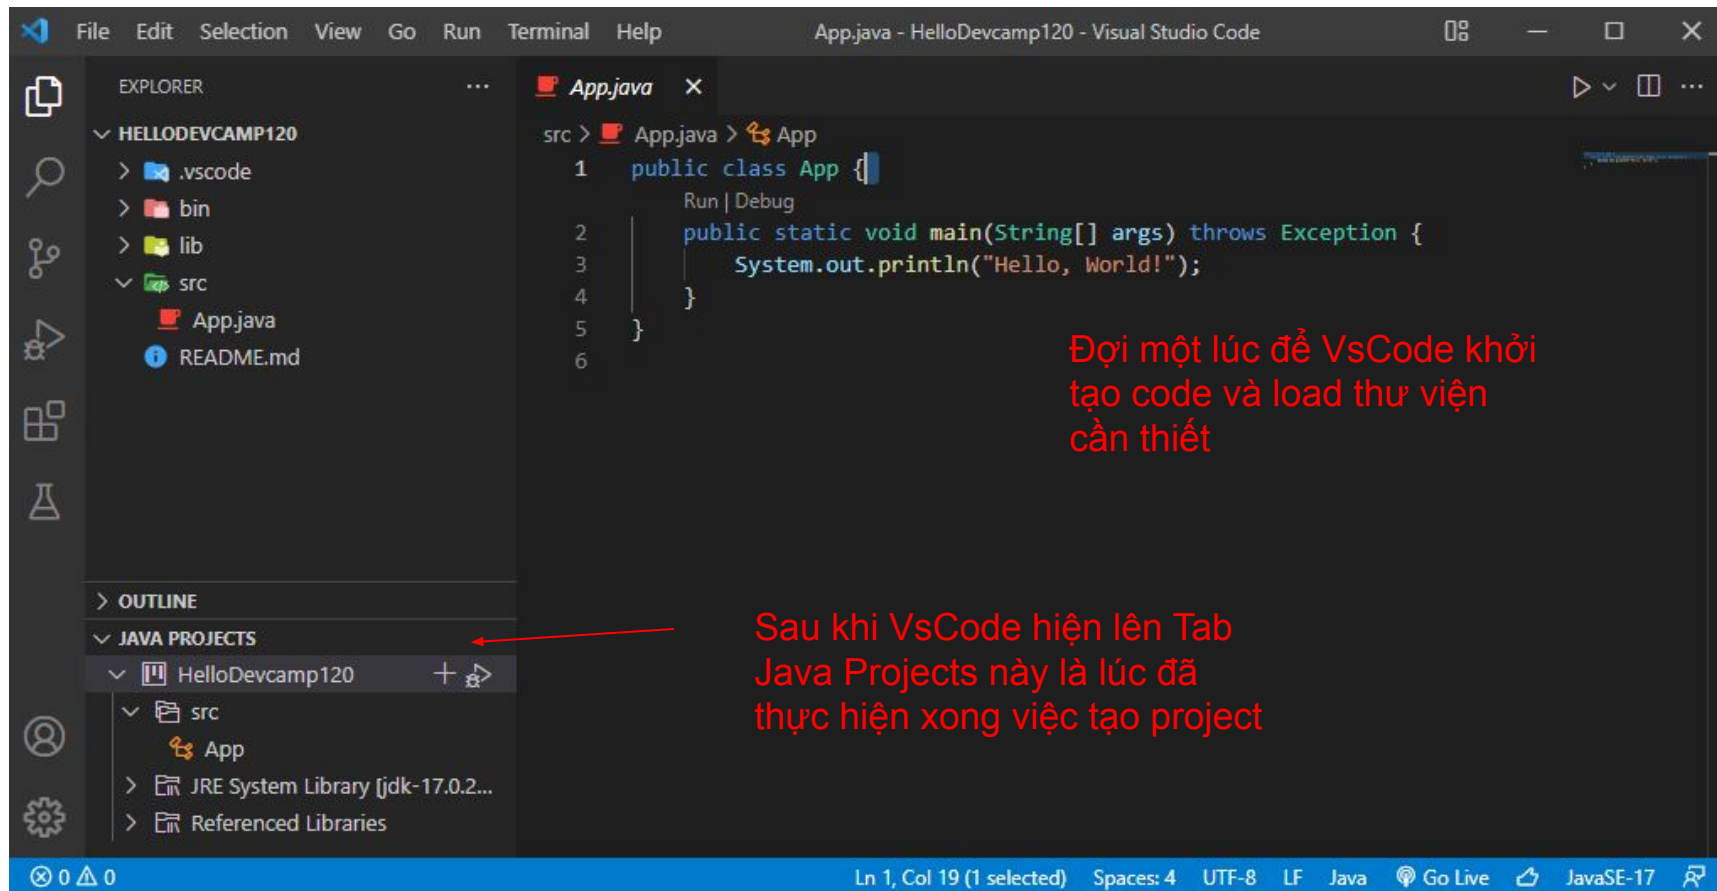 File Edit Selection View Go Run Terminal Help App.java - HelloDevcamp120 - Visual Studio Code
EXPLORER
HELLODEVCAMP120
.vscode
bin
lib
src
App.java
README.md
OUTLINE
JAVA PROJECTS
HelloDevcamp120
src
App
JRE System Library [jdk-17.0.2...
Referenced Libraries
App.java
src > App.java > App
1 public class App {
Run | Debug
2 public static void main(String[] args) throws Exception {
3 System.out.println("Hello, World!");
4 }
5 }
6
Đợi một lúc để VsCode khởi
tạo code và load thư viện
cần thiết
Sau khi VsCode hiện lên Tab
Java Projects này là lúc đã
thực hiện xong việc tạo project
0 0 Ln 1, Col 19 (1 selected) Spaces: 4 UTF-8 LF Java Go Live JavaSE-17